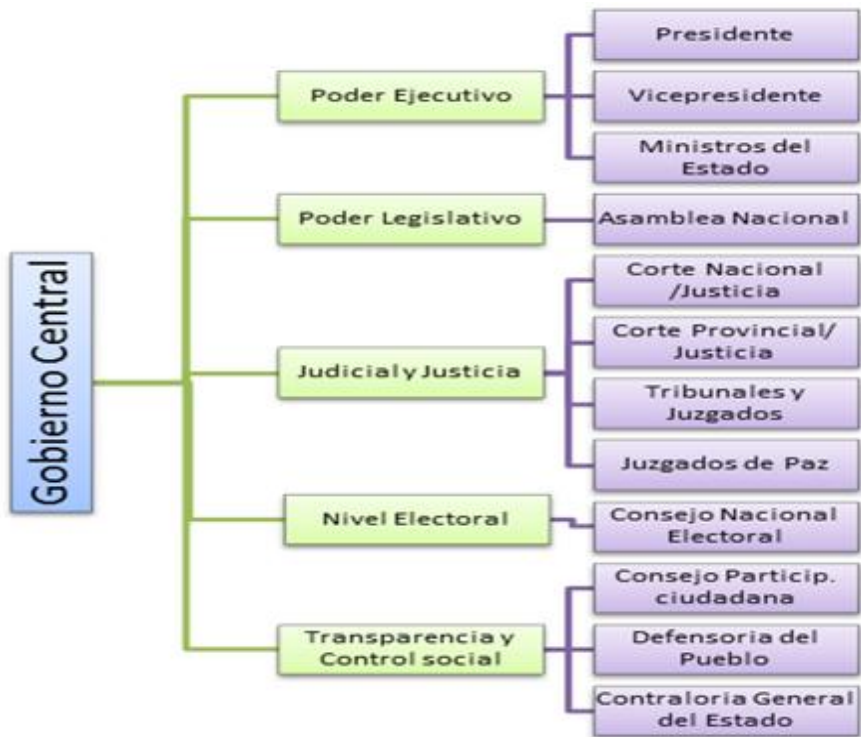 Gobierno Central
Poder Ejecutivo
Presidente
Vicepresidente
Ministros del
Estado
Poder Legislativo
Asamblea Nacional
Judicial y Justicia
Corte Nacional
/Justicia
Corte Provincial/
Justicia
Tribunales y
Juzgados
Juzgados de Paz
Nivel Electoral
Consejo Nacional
Electoral
Transparencia y
Control social
Consejo Particip.
ciudadana
Defensoria del
Pueblo
Contraloria General
del Estado